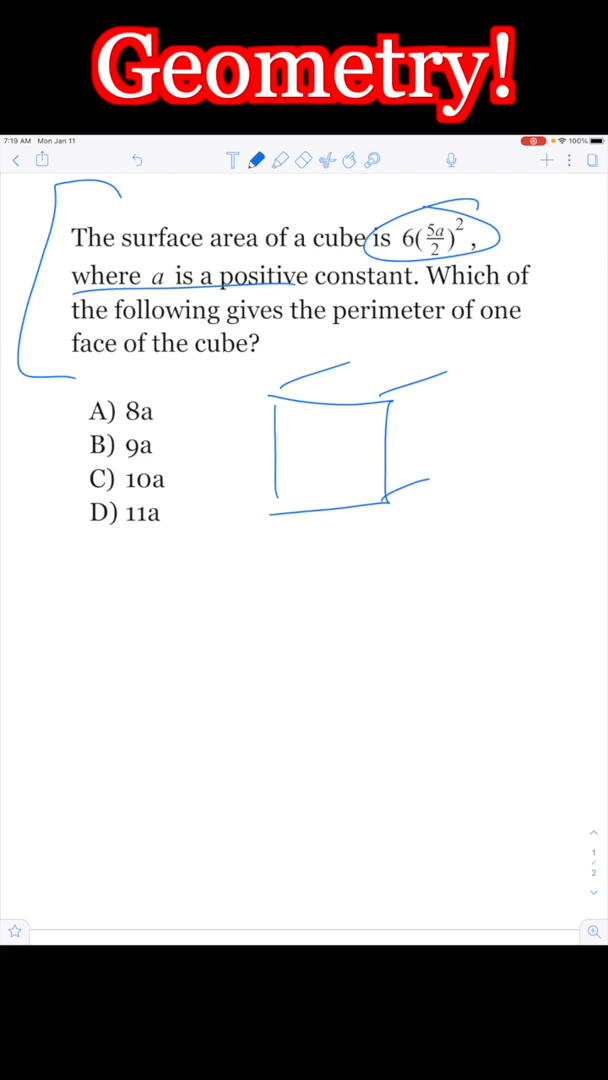 Geometry!
7:19 AM Mon Jan 11
100%
The surface area of a cube is 6(5a/2)²,
where a is a positive constant. Which of
the following gives the perimeter of one
face of the cube?
A) 8a
B) 9a
C) 10a
D) 11a
1
/
2